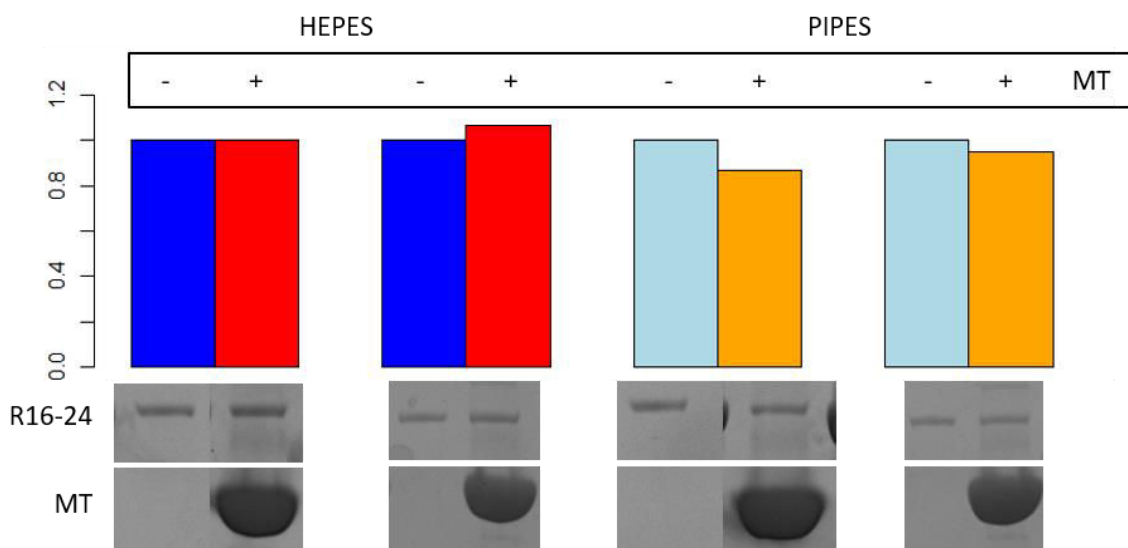 HEPES PIPES
- + - + - + - + MT
1.2
0.8
0.4
0.0
R16-24
MT